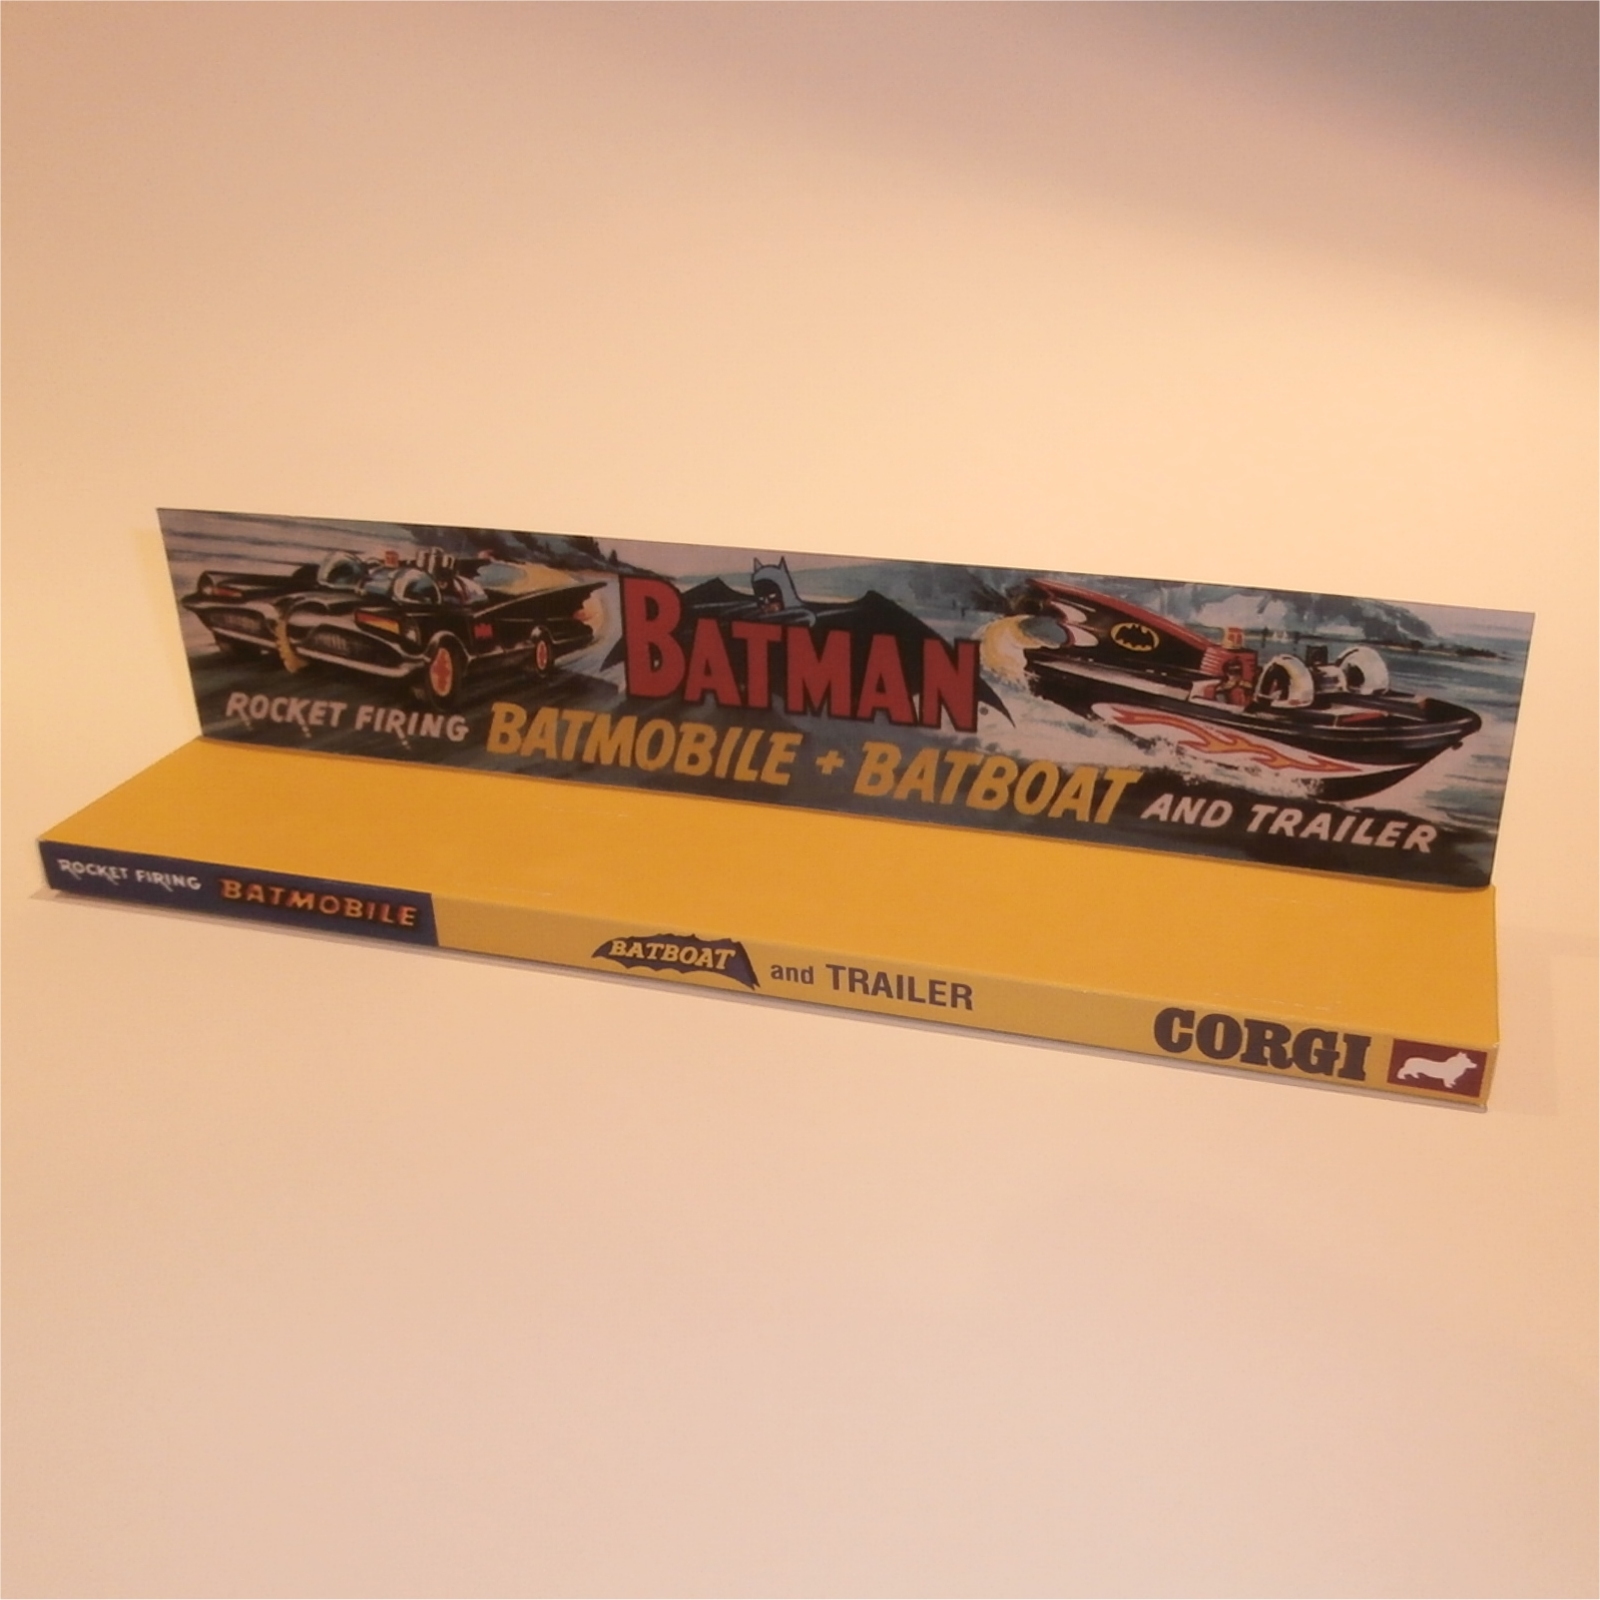 BATMAN
ROCKET FIRING BATMOBILE + BATBOAT AND TRAILER
ROCKET FIRING BATMOBILE BATBOAT and TRAILER CORGI